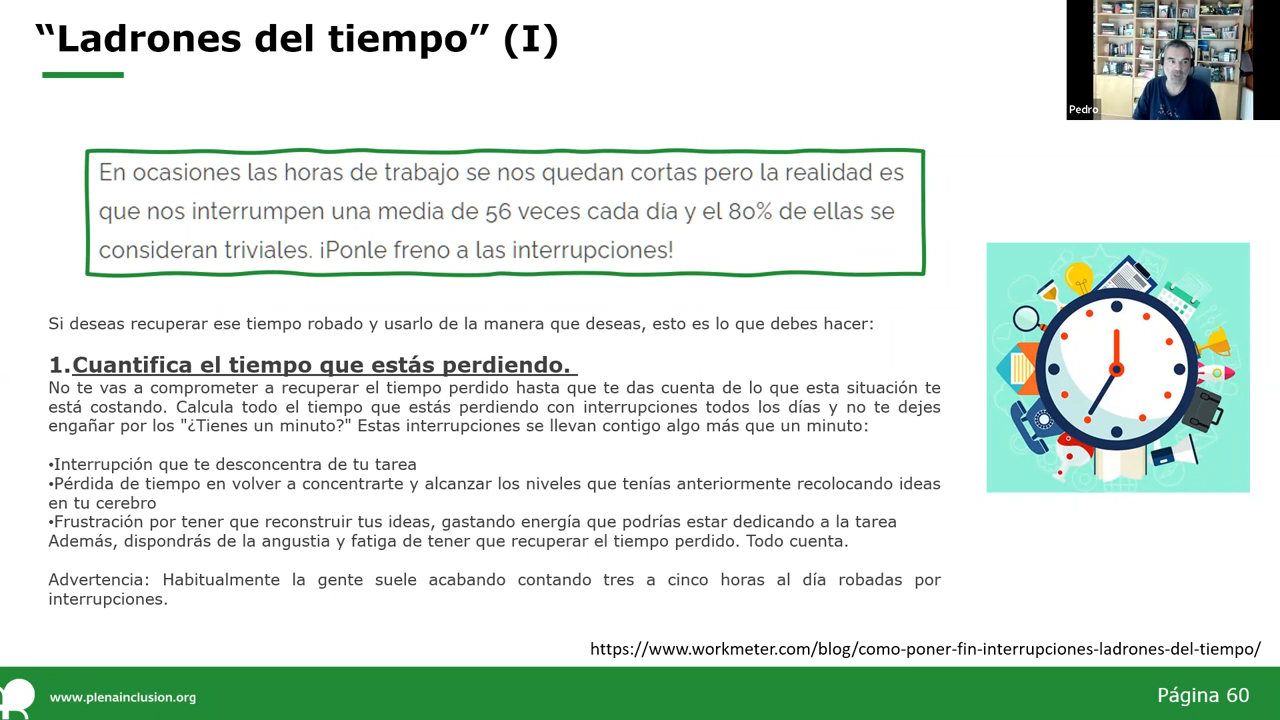 “Ladrones del tiempo” (I)
Pedro
En ocasiones las horas de trabajo se nos quedan cortas pero la realidad es
que nos interrumpen una media de 56 veces cada día y el 80% de ellas se
consideran triviales. ¡Ponle freno a las interrupciones!
Si deseas recuperar ese tiempo robado y usarlo de la manera que deseas, esto es lo que debes hacer:
1.Cuantifica el tiempo que estás perdiendo.
No te vas a comprometer a recuperar el tiempo perdido hasta que te das cuenta de lo que esta situación te
está costando. Calcula todo el tiempo que estás perdiendo con interrupciones todos los días y no te dejes
engañar por los "¿Tienes un minuto?" Estas interrupciones se llevan contigo algo más que un minuto:
•Interrupción que te desconcentra de tu tarea
•Pérdida de tiempo en volver a concentrarte y alcanzar los niveles que tenías anteriormente recolocando ideas
en tu cerebro
•Frustración por tener que reconstruir tus ideas, gastando energía que podrías estar dedicando a la tarea
Además, dispondrás de la angustia y fatiga de tener que recuperar el tiempo perdido. Todo cuenta.
Advertencia: Habitualmente la gente suele acabando contando tres a cinco horas al día robadas por
interrupciones.
https://www.workmeter.com/blog/como-poner-fin-interrupciones-ladrones-del-tiempo/
www.plenainclusion.org
Página 60